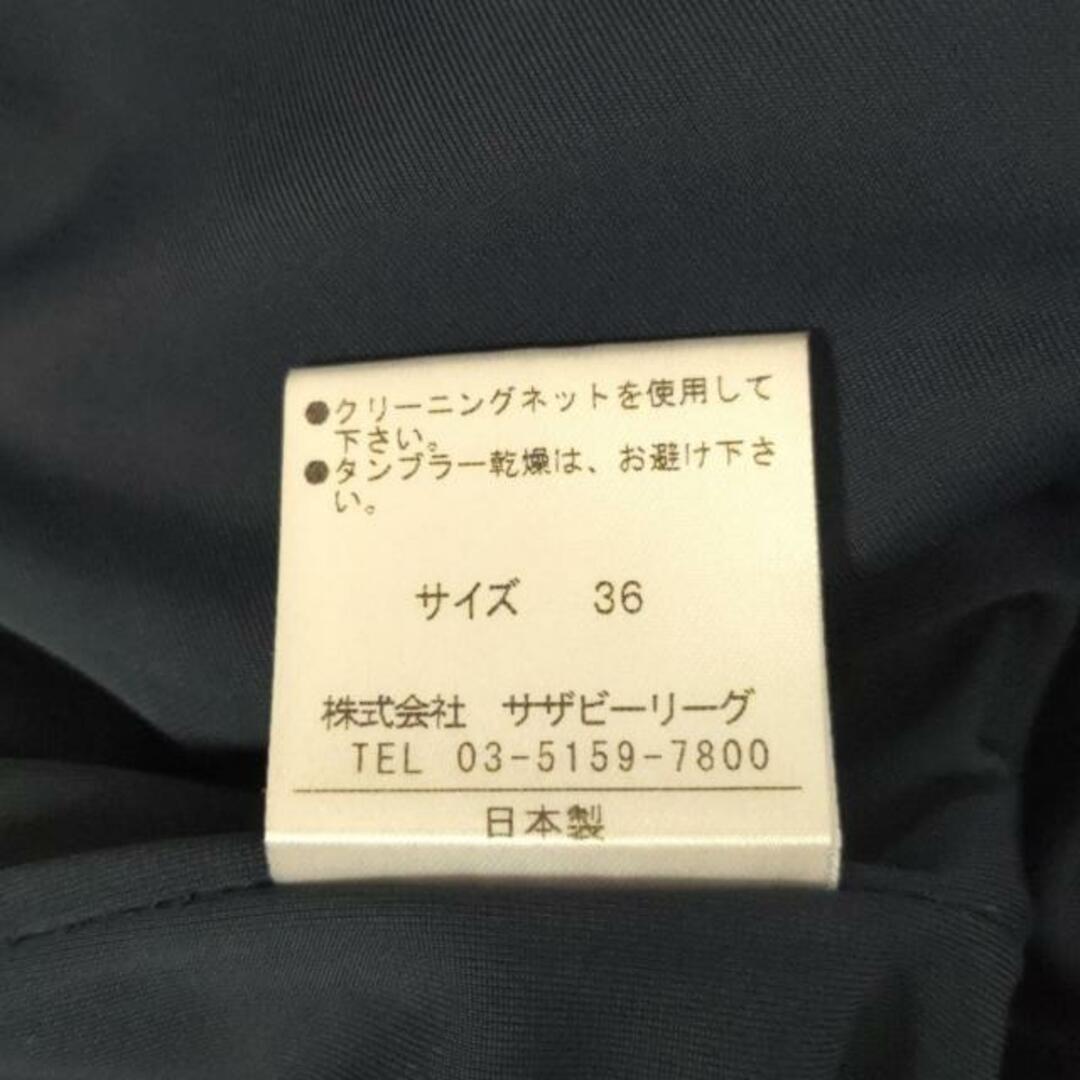 ●クリーニングネットを使用して
下さい。
●タンブラー乾燥は、お避け下さ
い。
サイズ 36
株式会社 サザビーリーグ
TEL 03-5159-7800
日本製